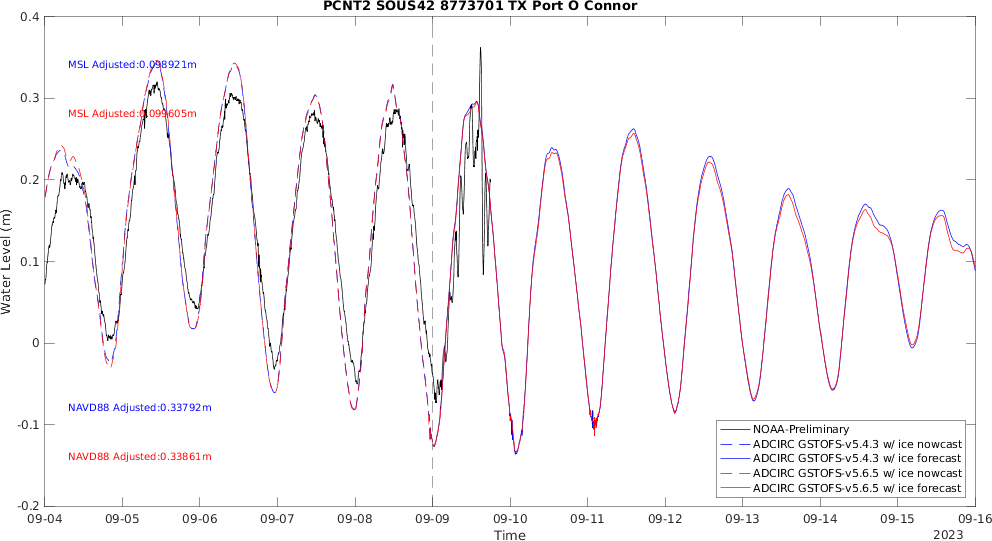 PCNT2 SOUS42 8773701 TX Port O Connor
0.4
0.3
0.2
0.1
0
-0.1
-0.2
Water Level (m)
MSL Adjusted:0.098921m
MSL Adjusted:0.099605m
NAVD88 Adjusted:0.33792m
NAVD88 Adjusted:0.33861m
NOAA-Preliminary
ADCIRC GSTOFS-v5.4.3 w/ ice nowcast
ADCIRC GSTOFS-v5.4.3 w/ ice forecast
ADCIRC GSTOFS-v5.6.5 w/ ice nowcast
ADCIRC GSTOFS-v5.6.5 w/ ice forecast
09-04 09-05 09-06 09-07 09-08 09-09 09-10 09-11 09-12 09-13 09-14 09-15 09-16
Time
2023